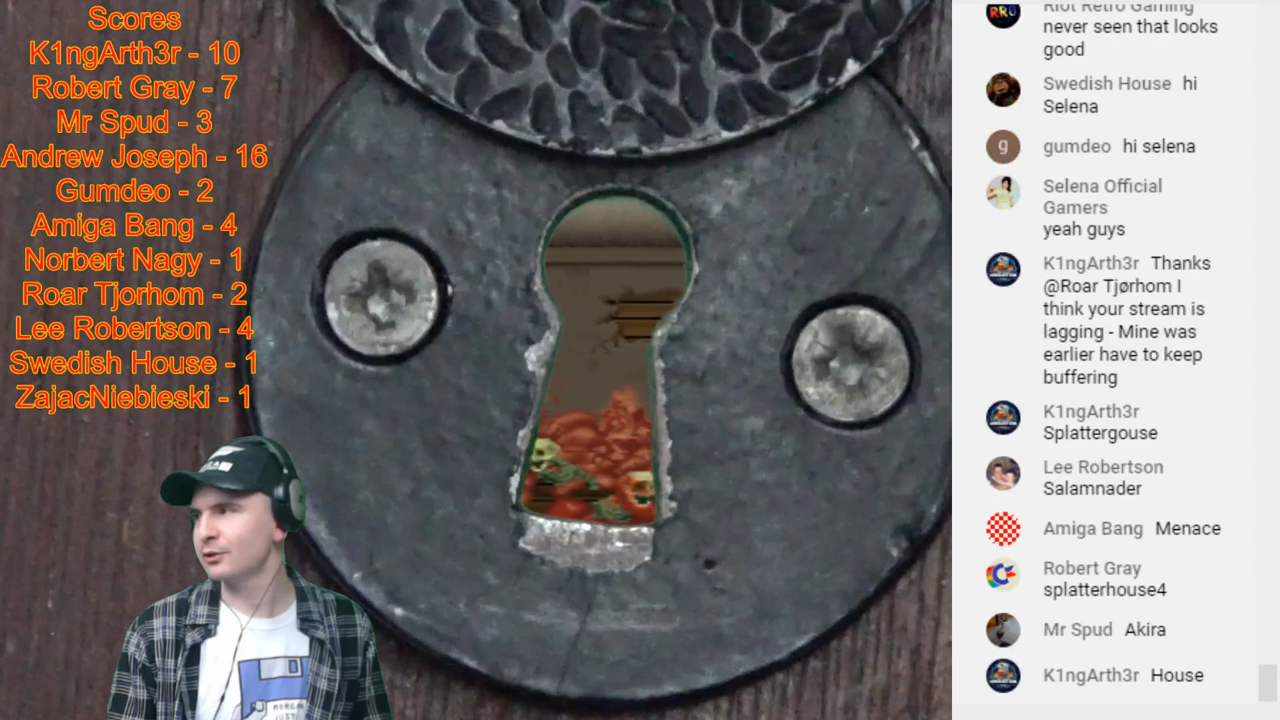 Scores
K1ngArth3r - 10
Robert Gray - 7
Mr Spud - 3
Andrew Joseph - 16
Gumdeo - 2
Amiga Bang - 4
Norbert Nagy - 1
Roar Tjorhom - 2
Lee Robertson - 4
Swedish House - 1
ZajacNiebieski - 1
RRG
Riot Retro Gaming
never seen that looks
good
Swedish House hi
Selena
g
gumdeo hi selena
Selena Official
Gamers
yeah guys
K1ngArth3r Thanks
@Roar Tjørhom I
think your stream is
lagging - Mine was
earlier have to keep
buffering
K1ngArth3r
Splattergouse
Lee Robertson
Salamnader
Amiga Bang Menace
Robert Gray
splatterhouse4
Mr Spud Akira
K1ngArth3r House